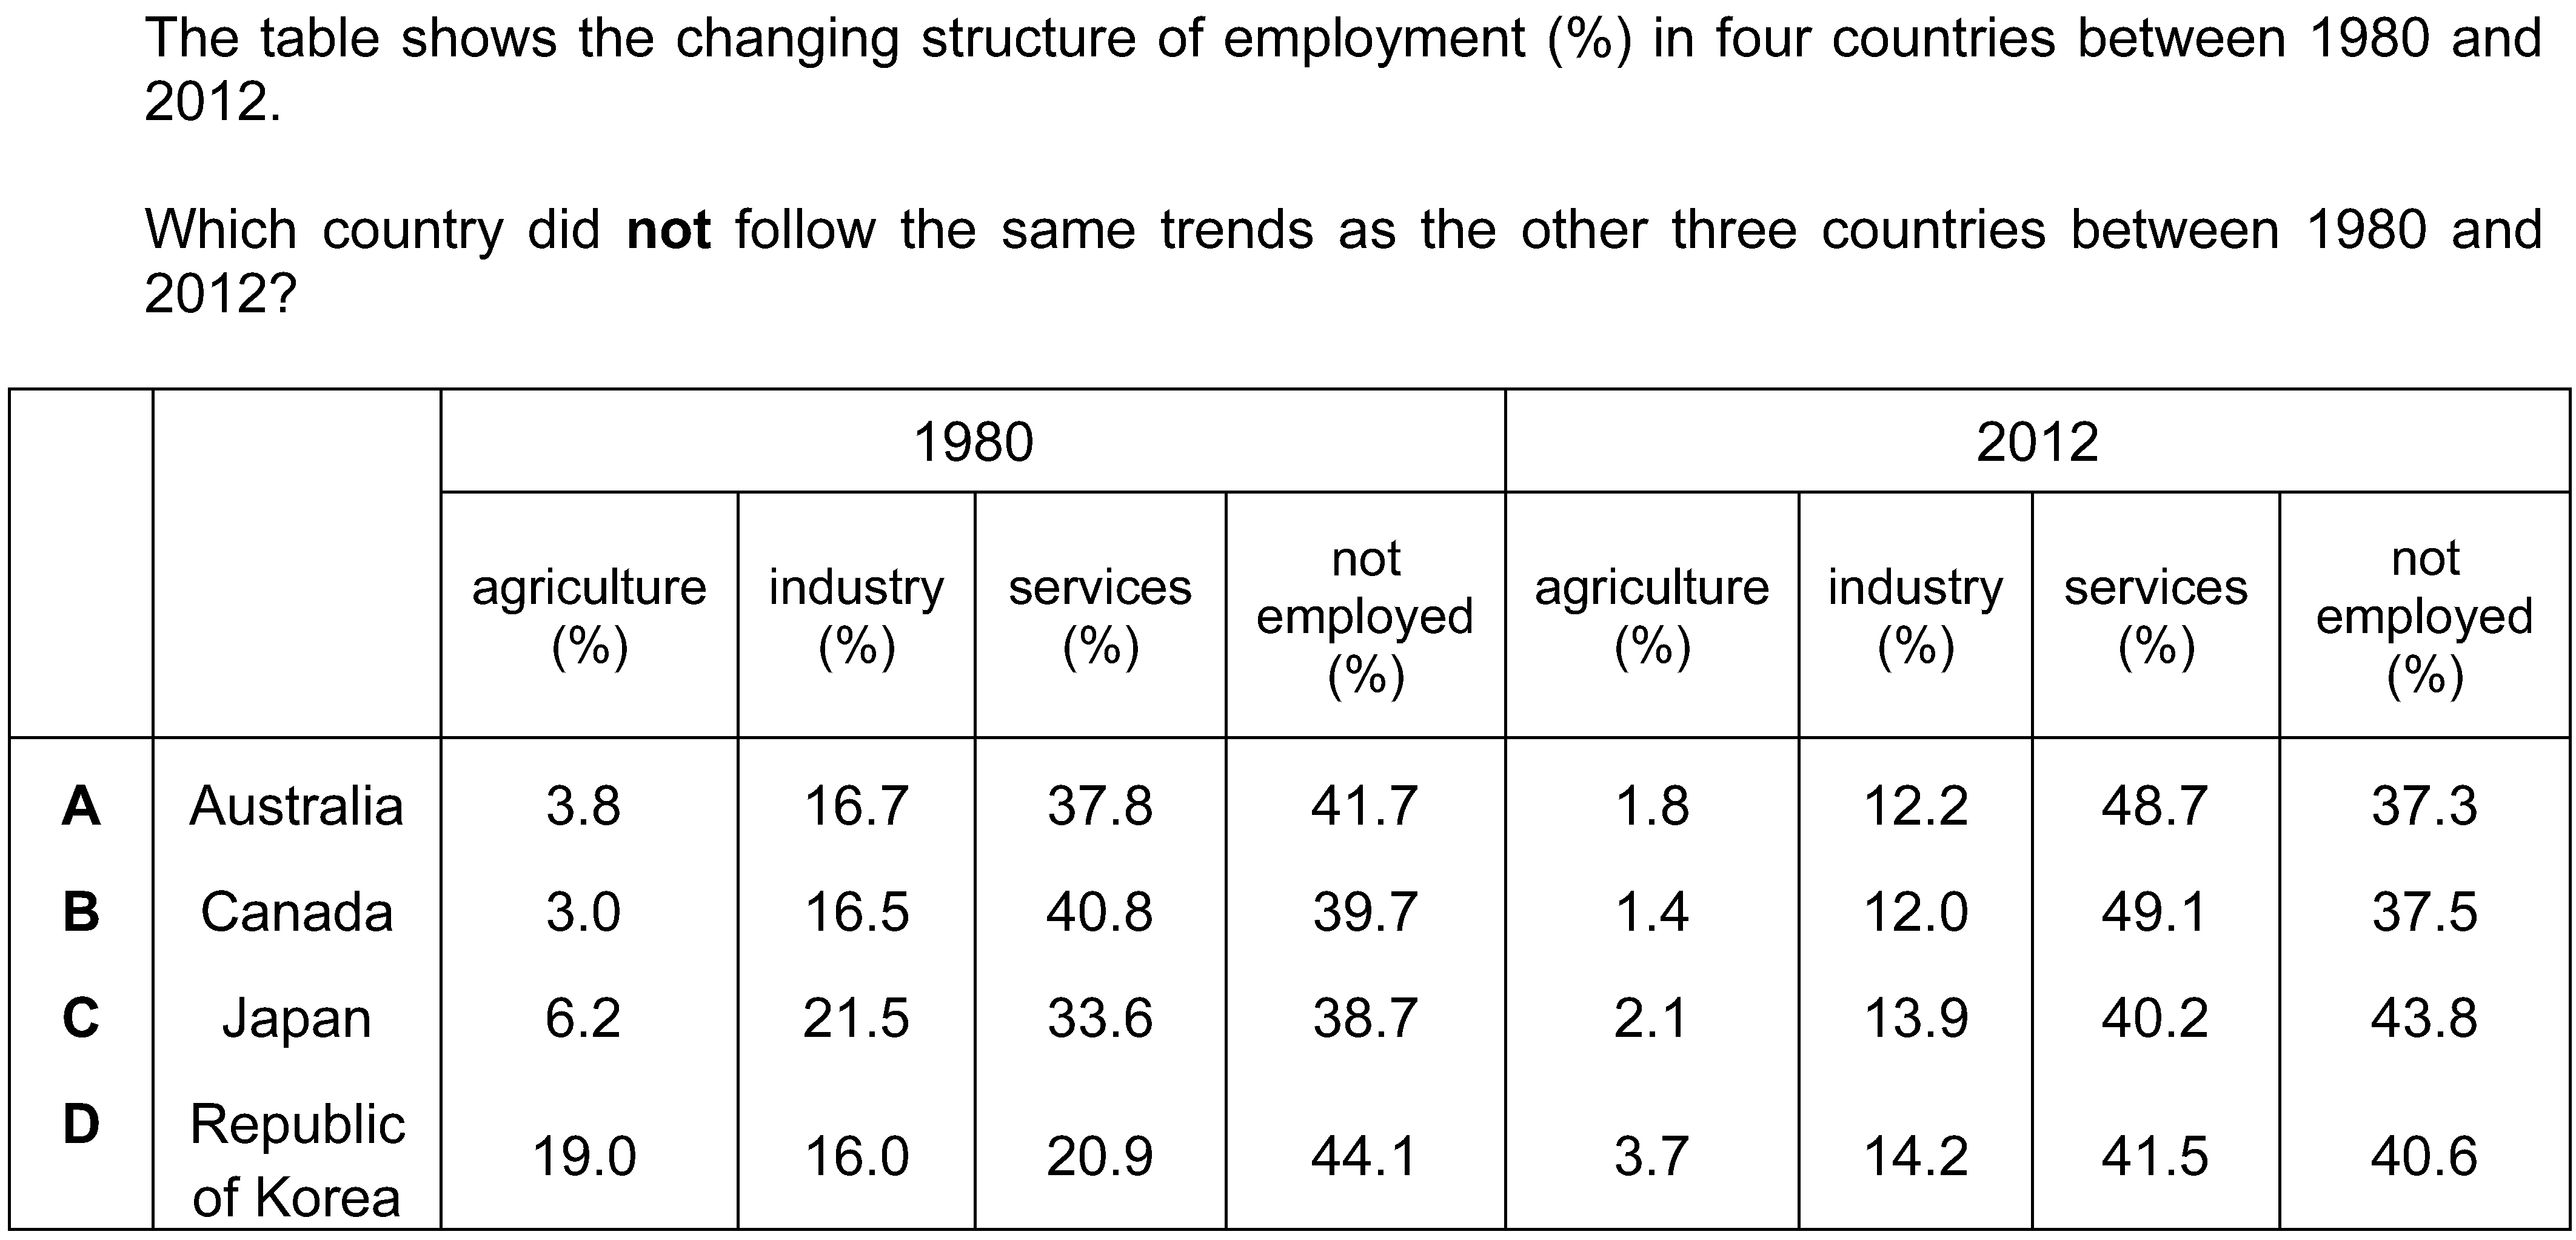 The table shows the changing structure of employment (%) in four countries between 1980 and
2012.
Which country did not follow the same trends as the other three countries between 1980 and
2012?
1980 2012
agriculture (%) industry (%) services (%) not employed (%) agriculture (%) industry (%) services (%) not employed (%)
A Australia 3.8 16.7 37.8 41.7 1.8 12.2 48.7 37.3
B Canada 3.0 16.5 40.8 39.7 1.4 12.0 49.1 37.5
C Japan 6.2 21.5 33.6 38.7 2.1 13.9 40.2 43.8
D Republic of Korea 19.0 16.0 20.9 44.1 3.7 14.2 41.5 40.6